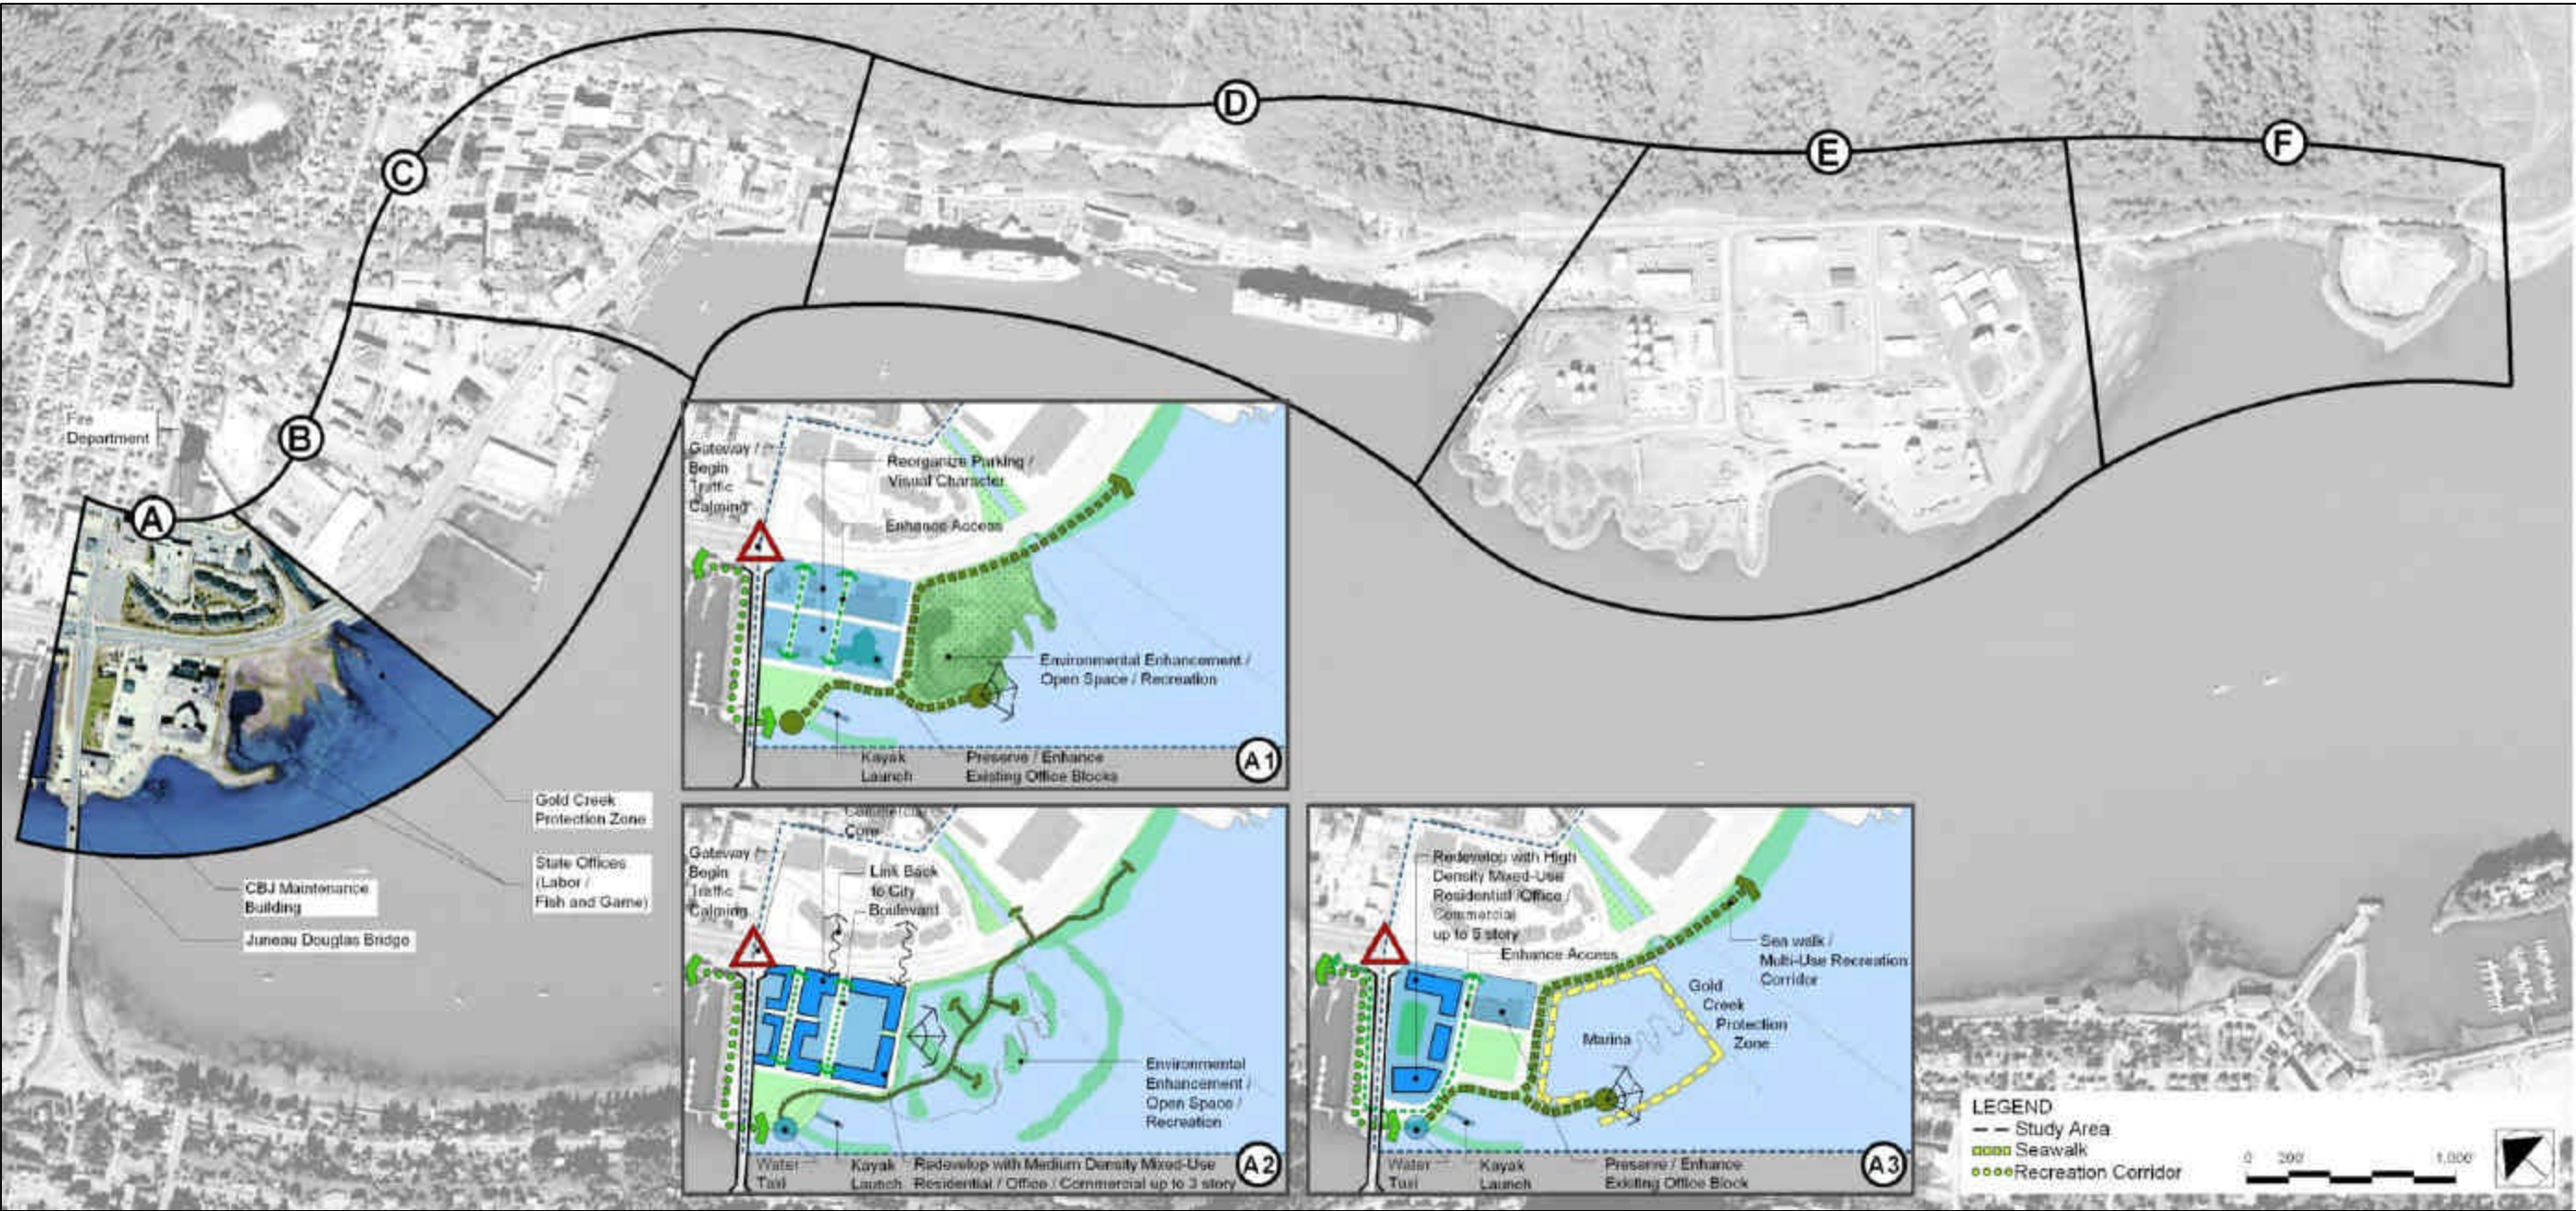 C
D
E
F
Fire
Department
B
A
Gateway /
Begin
Traffic
Calming
Reorganize Parking /
Visual Character
Enhance Access
Environmental Enhancement /
Open Space / Recreation
Kayak
Launch
Preserve / Enhance
Existing Office Blocks
A1
Gold Creek
Protection Zone
State Offices
(Labor /
Fish and Game)
CBJ Maintenance
Building
Juneau Douglas Bridge
Commercial
Core
Gateway /
Begin
Traffic
Calming
Link Back
to City
Boulevard
Environmental
Enhancement /
Open Space /
Recreation
Water
Taxi
Kayak
Launch
Redevelop with Medium Density Mixed-Use
Residential / Office / Commercial up to 3 story
A2
Redevelop with High
Density Mixed-Use
Residential /Office /
Commercial
up to 5 story
Enhance Access
Sea walk /
Multi-Use Recreation
Corridor
Gold
Creek
Protection
Zone
Marina
Water
Taxi
Kayak
Launch
Preserve / Enhance
Existing Office Block
A3
LEGEND
Study Area
Seawalk
Recreation Corridor
0 200' 1,000'